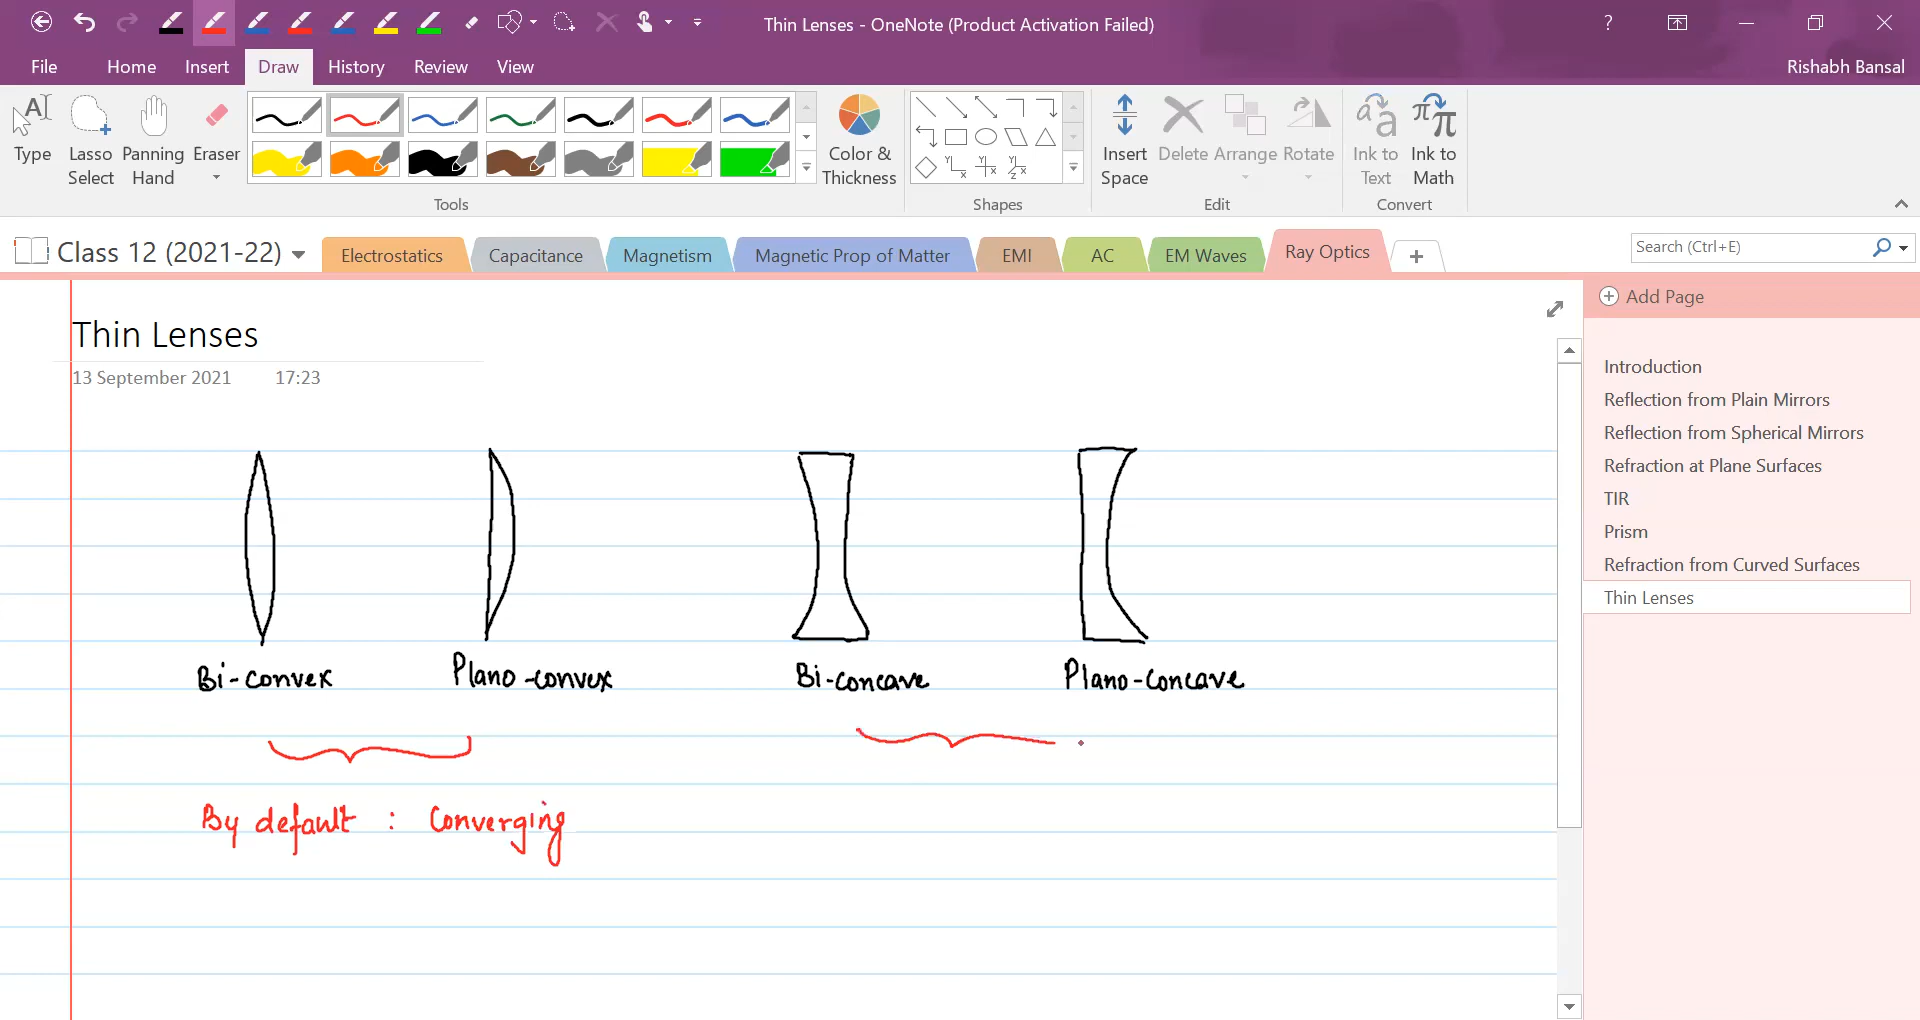 Thin Lenses - OneNote (Product Activation Failed)
?
File Home Insert Draw History Review View
Rishabh Bansal
Type
Lasso Select
Panning Hand
Eraser
Color & Thickness
Insert Space
Delete
Arrange
Rotate
Ink to Text
Ink to Math
Tools
Shapes
Edit
Convert
Class 12 (2021-22)
Electrostatics
Capacitance
Magnetism
Magnetic Prop of Matter
EMI
AC
EM Waves
Ray Optics
Search (Ctrl+E)
Add Page
Thin Lenses
13 September 2021 17:23
Introduction
Reflection from Plain Mirrors
Reflection from Spherical Mirrors
Refraction at Plane Surfaces
TIR
Prism
Refraction from Curved Surfaces
Thin Lenses
Bi-convex Plano-convex Bi-concave Plano-concave
By default : Converging